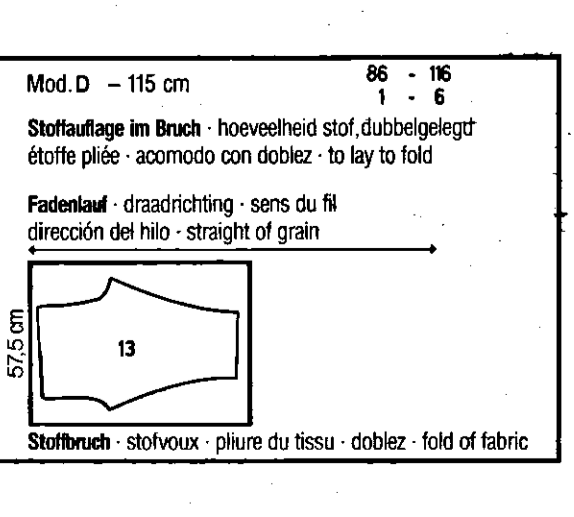 Mod. D – 115 cm
86 - 116
1 - 6
Stoffauflage im Bruch · hoeveelheid stof, dubbelgelegd
étoffe pliée · acomodo con doblez · to lay to fold
Fadenlauf · draadrichting · sens du fil
dirección del hilo · straight of grain
57,5 cm
13
Stoffbruch · stofvoux · pliure du tissu · doblez · fold of fabric